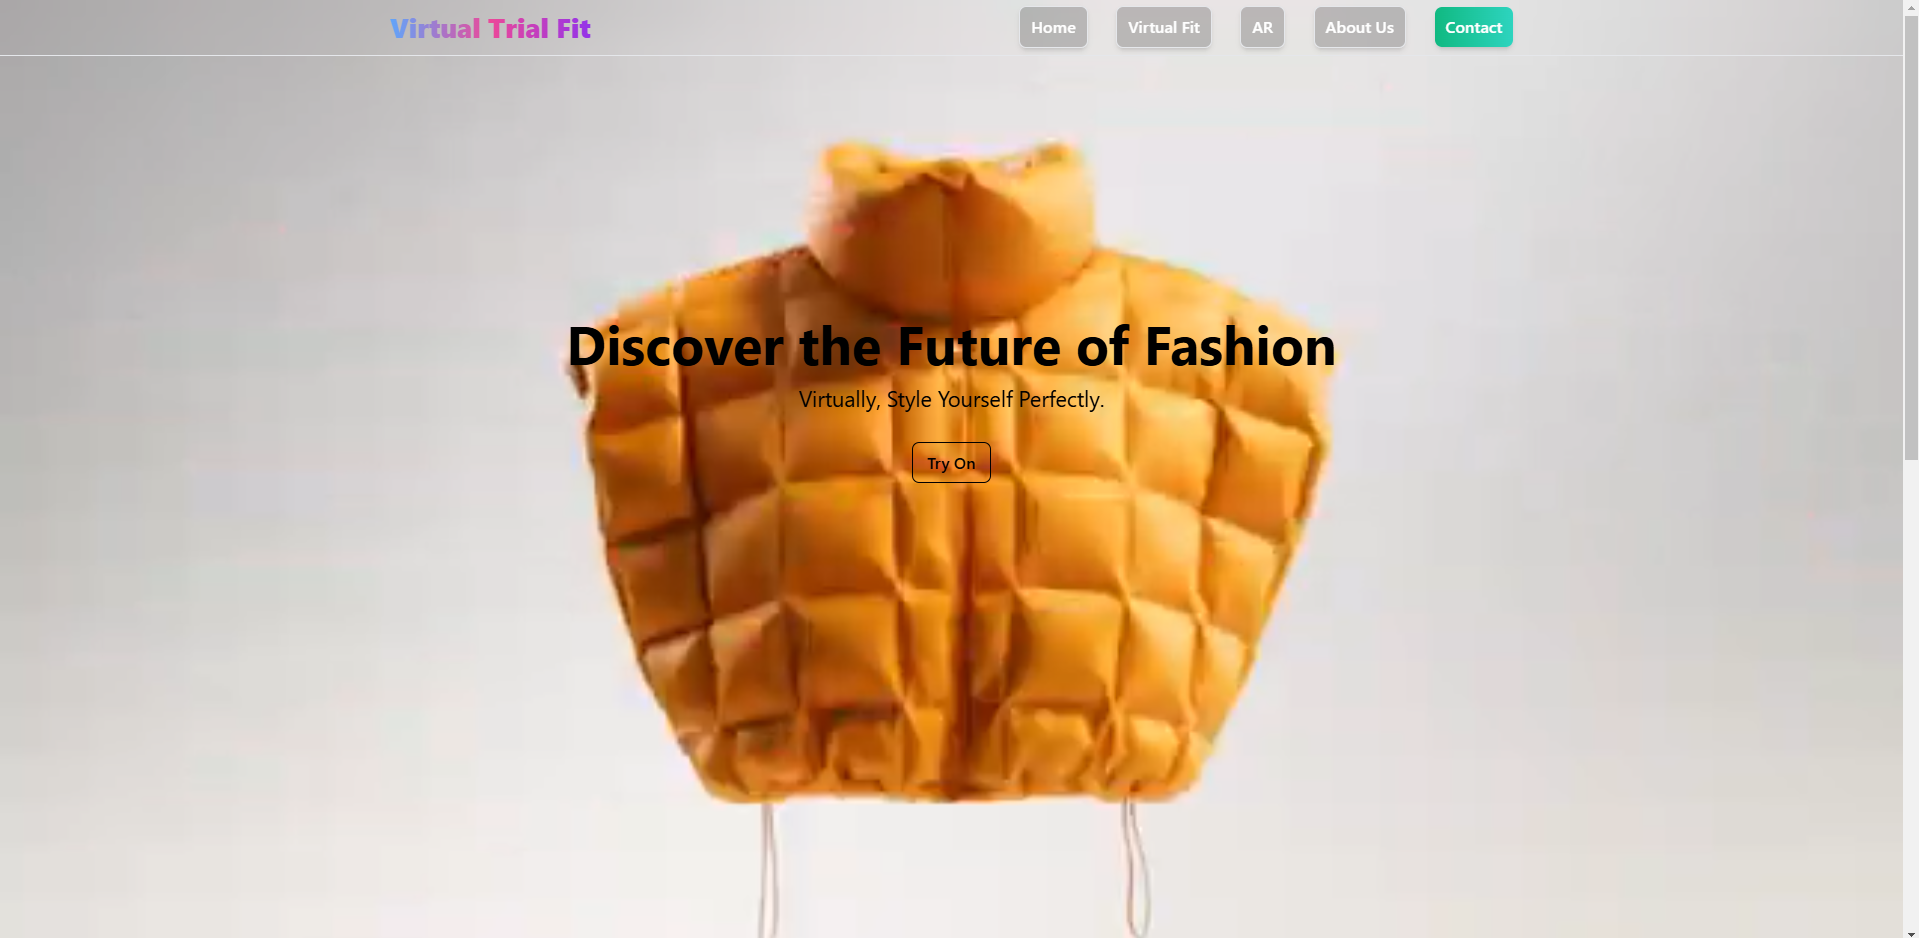 Virtual Trial Fit
Home
Virtual Fit
AR
About Us
Contact
Discover the Future of Fashion
Virtually, Style Yourself Perfectly.
Try On